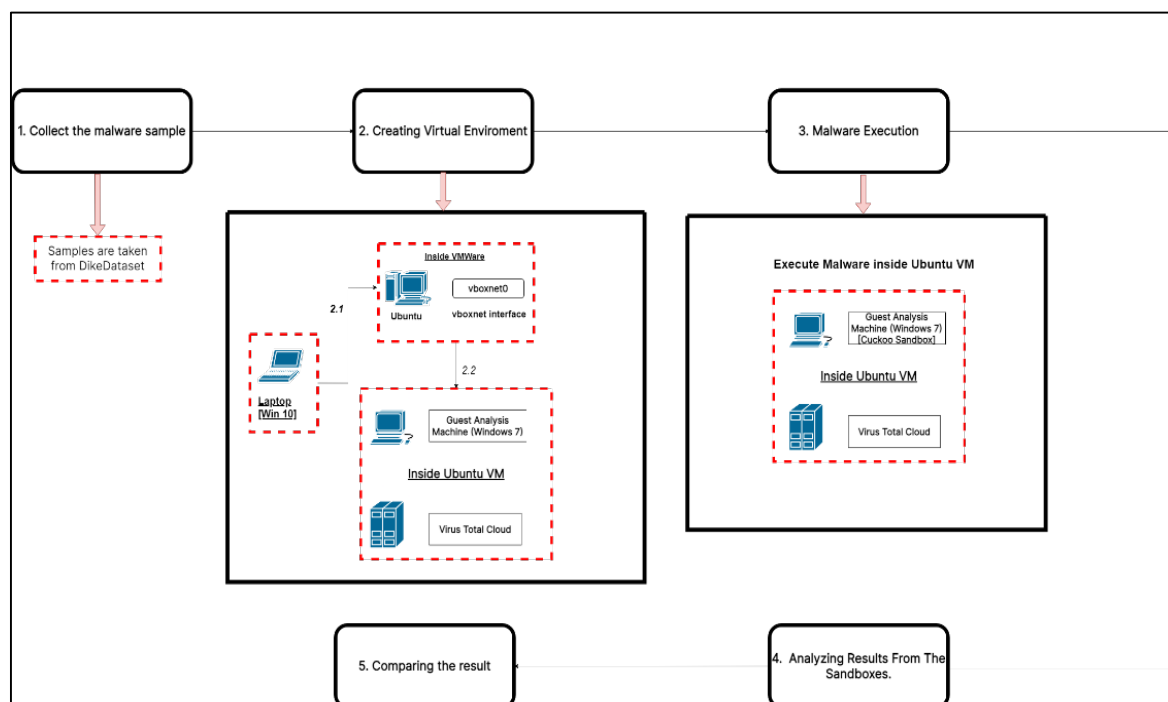 1. Collect the malware sample
2. Creating Virtual Enviroment
3. Malware Execution
Samples are taken
from DikeDataset
Inside VMWare
vboxnet0
Ubuntu
vboxnet interface
2.1
2.2
Laptop
[Win 10]
Guest Analysis
Machine (Windows 7)
Inside Ubuntu VM
Virus Total Cloud
Execute Malware inside Ubuntu VM
Guest Analysis
Machine (Windows 7)
[Cuckoo Sandbox]
Inside Ubuntu VM
Virus Total Cloud
5. Comparing the result
4. Analyzing Results From The
Sandboxes.